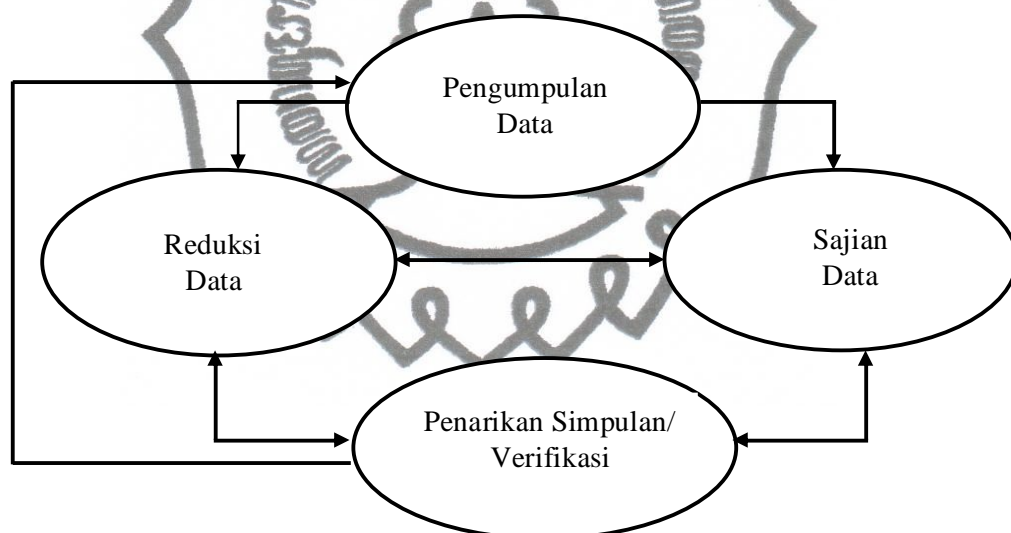 Pengumpulan
Data
Reduksi
Data
Sajian
Data
Penarikan Simpulan/
Verifikasi